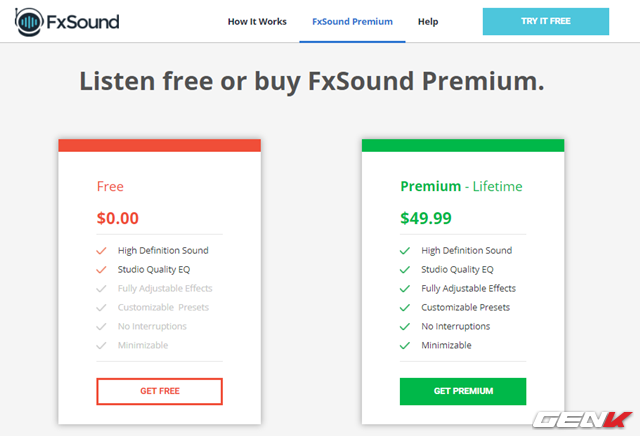 FxSound
How It Works
FxSound Premium
Help
TRY IT FREE
Listen free or buy FxSound Premium.
Free
$0.00
High Definition Sound
Studio Quality EQ
Fully Adjustable Effects
Customizable Presets
No Interruptions
Minimizable
GET FREE
Premium - Lifetime
$49.99
High Definition Sound
Studio Quality EQ
Fully Adjustable Effects
Customizable Presets
No Interruptions
Minimizable
GET PREMIUM
GENK